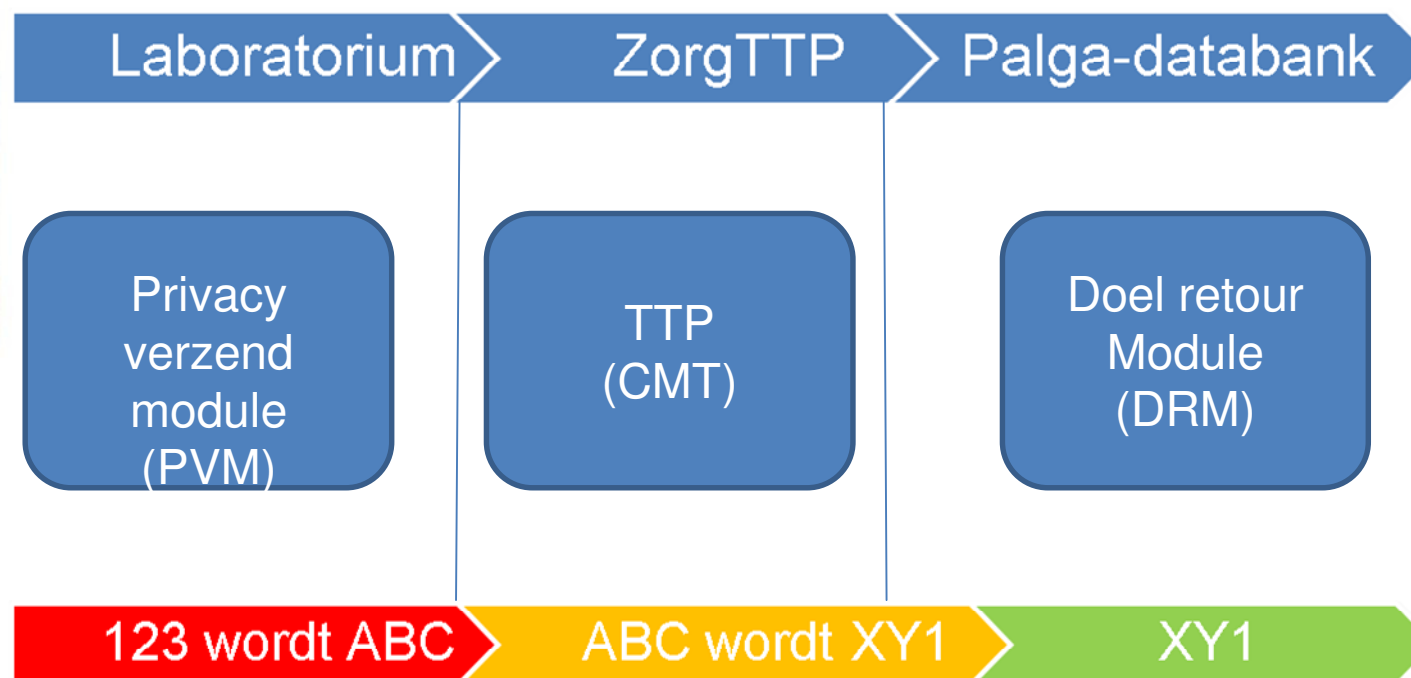 Laboratorium
ZorgTTP
Palga-databank
Privacy
verzend
module
(PVM)
TTP
(CMT)
Doel retour
Module
(DRM)
123 wordt ABC
ABC wordt XY1
XY1